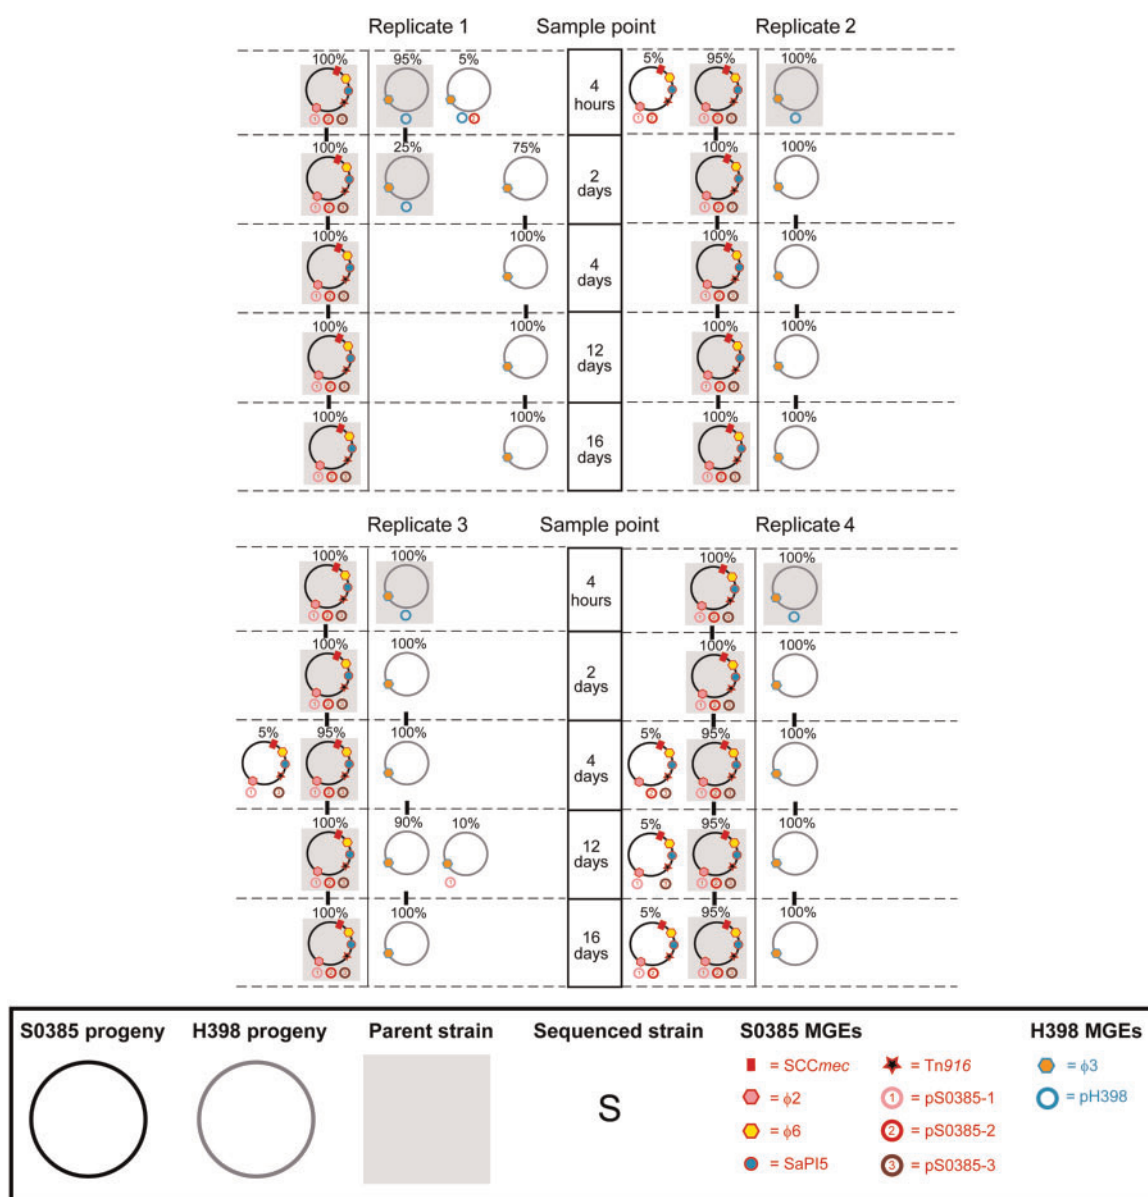 Replicate 1 Sample point Replicate 2
100% 95% 5% 5% 95% 100%
4
hours
100% 25% 75% 100% 100%
2
days
100% 100% 100% 100%
4
days
100% 100% 100% 100%
12
days
100% 100% 100% 100%
16
days
Replicate 3 Sample point Replicate 4
100% 100% 100% 100%
4
hours
100% 100% 100% 100%
2
days
5% 95% 100% 5% 95% 100%
4
days
100% 90% 10% 5% 95% 100%
12
days
100% 100% 5% 95% 100%
16
days
S0385 progeny H398 progeny Parent strain Sequenced strain S0385 MGEs H398 MGEs
S
= SCCmec = Tn916 = ϕ3
= ϕ2 1 = pS0385-1 = pH398
= ϕ6 2 = pS0385-2
= SaPI5 3 = pS0385-3